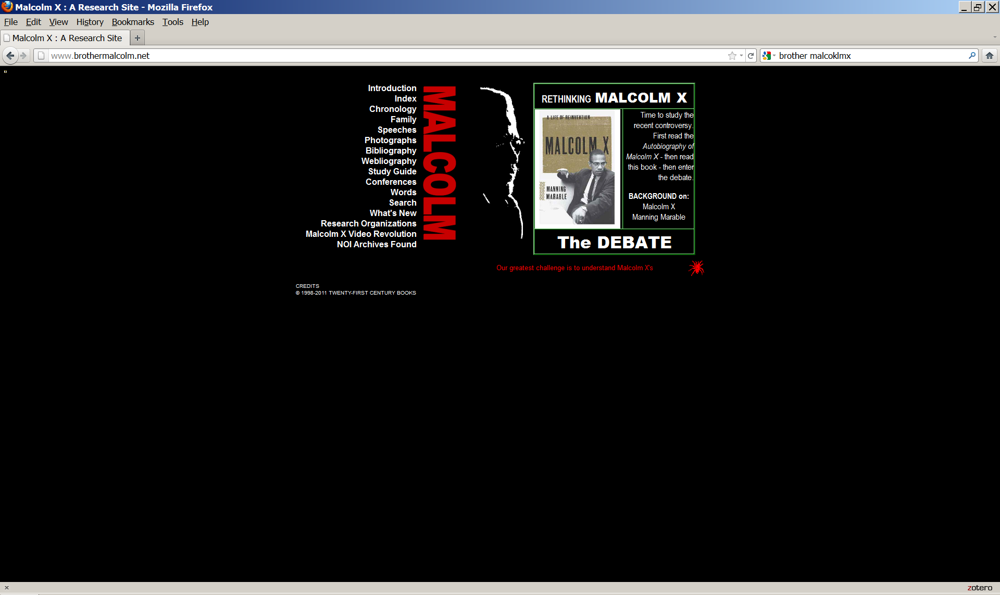 Malcolm X : A Research Site - Mozilla Firefox
File Edit View History Bookmarks Tools Help
Malcolm X : A Research Site
www.brothermalcolm.net
brother malcoklmx
Introduction
Index
Chronology
Family
Speeches
Photographs
Bibliography
Webliography
Study Guide
Conferences
Words
Search
What's New
Research Organizations
Malcolm X Video Revolution
NOI Archives Found
MALCOLM
RETHINKING MALCOLM X
A LIFE OF REINVENTION
MALCOLM X
MANNING
MARABLE
Time to study the
recent controversy.
First read the
Autobiography of
Malcolm X - then read
this book - then enter
the debate.
BACKGROUND on:
Malcolm X
Manning Marable
The DEBATE
Our greatest challenge is to understand Malcolm X's
CREDITS
© 1998-2011 TWENTY-FIRST CENTURY BOOKS
zotero